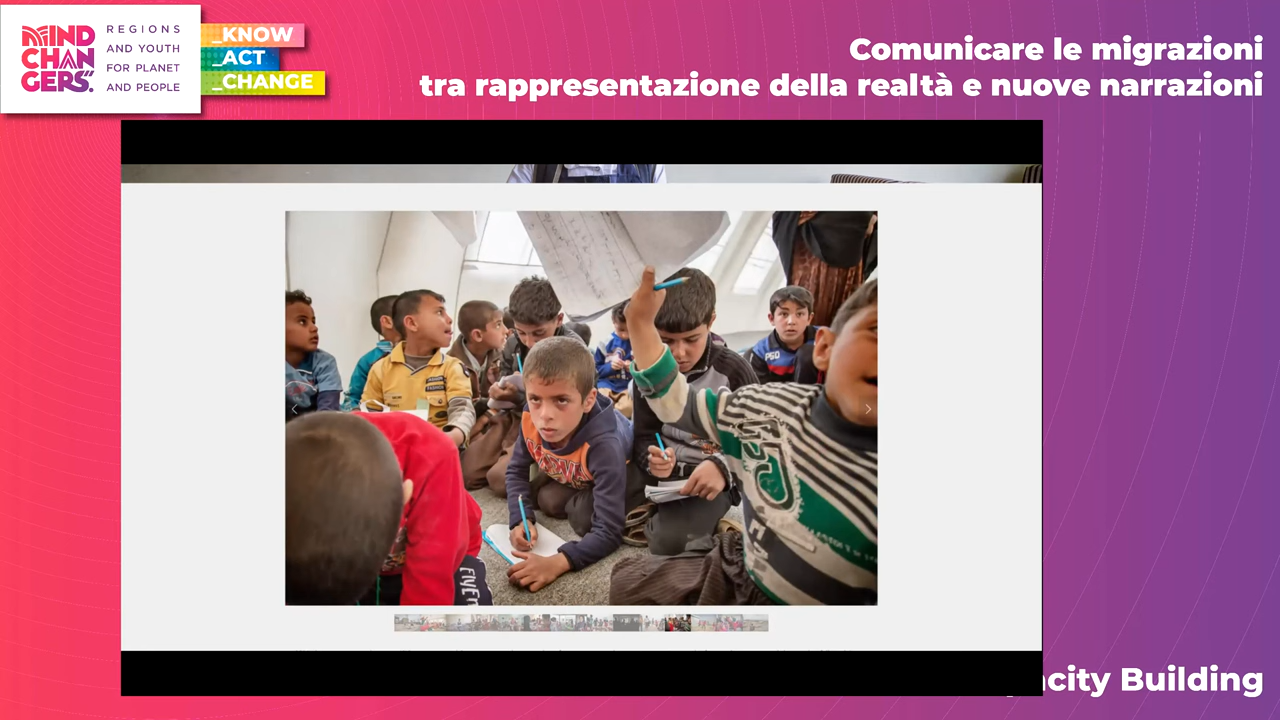 MIND
CHAN
GERS
REGIONS
AND YOUTH
FOR PLANET
AND PEOPLE
_KNOW
_ACT
_CHANGE
Comunicare le migrazioni
tra rappresentazione della realtà e nuove narrazioni
P50
Building